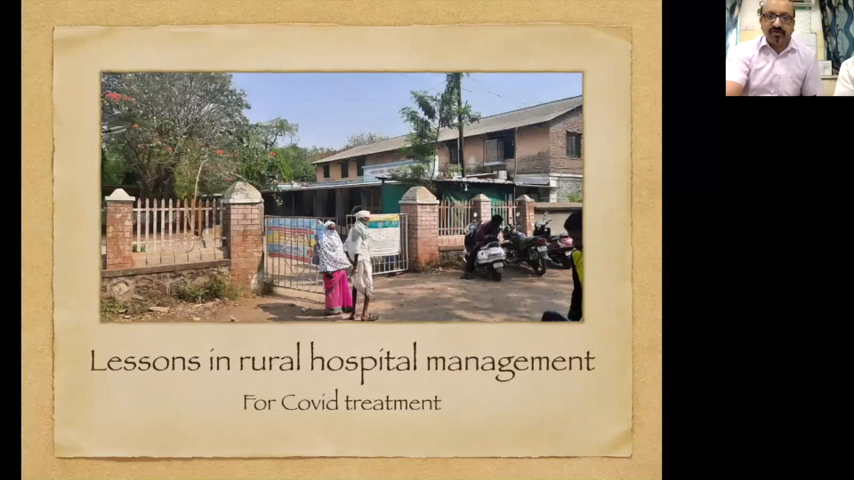 Lessons in rural hospital management
For Covid treatment